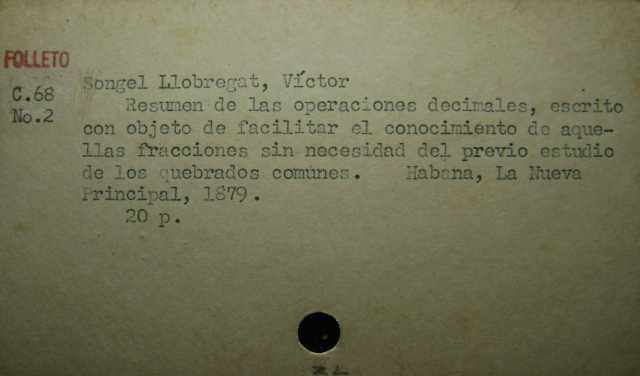 FOLLETO
C.68
No.2
Songel Llobregat, Víctor
Resumen de las operaciones decimales, escrito
con objeto de facilitar el conocimiento de aque-
llas fracciones sin necesidad del previo estudio
de los quebrados comunes. Habana, La Nueva
Principal, 1879.
20 p.